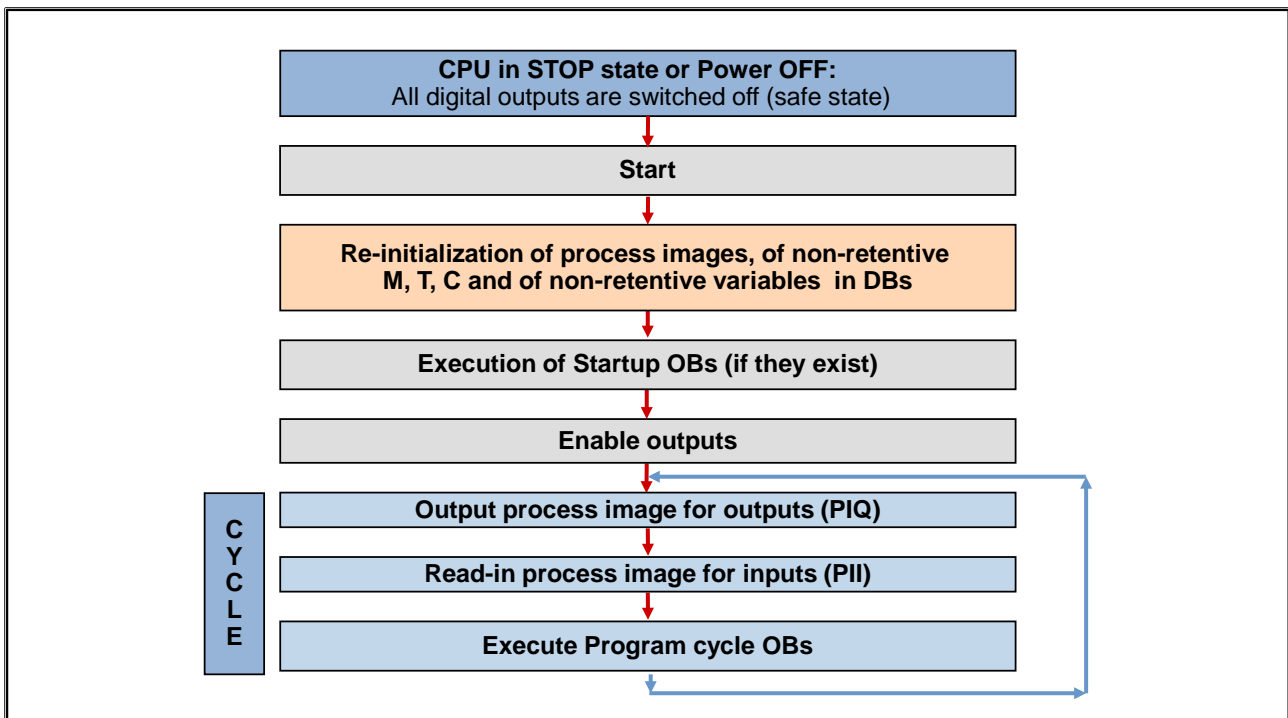 CPU in STOP state or Power OFF:
All digital outputs are switched off (safe state)
Start
Re-initialization of process images, of non-retentive
M, T, C and of non-retentive variables in DBs
Execution of Startup OBs (if they exist)
Enable outputs
C
Y
C
L
E
Output process image for outputs (PIQ)
Read-in process image for inputs (PII)
Execute Program cycle OBs